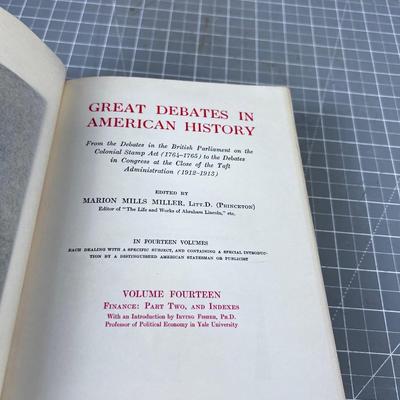 GREAT DEBATES IN
AMERICAN HISTORY
From the Debates in the British Parliament on the
Colonial Stamp Act (1764-1765) to the Debates
in Congress at the Close of the Taft
Administration (1912-1913)
EDITED BY
MARION MILLS MILLER, LITT.D. (PRINCETON)
Editor of "The Life and Works of Abraham Lincoln," etc.
IN FOURTEEN VOLUMES
EACH DEALING WITH A SPECIFIC SUBJECT, AND CONTAINING A SPECIAL INTRODUC-
TION BY A DISTINGUISHED AMERICAN STATESMAN OR PUBLICIST
VOLUME FOURTEEN
FINANCE: PART TWO, AND INDEXES
With an Introduction by IRVING FISHER, PH.D.
Professor of Political Economy in Yale University